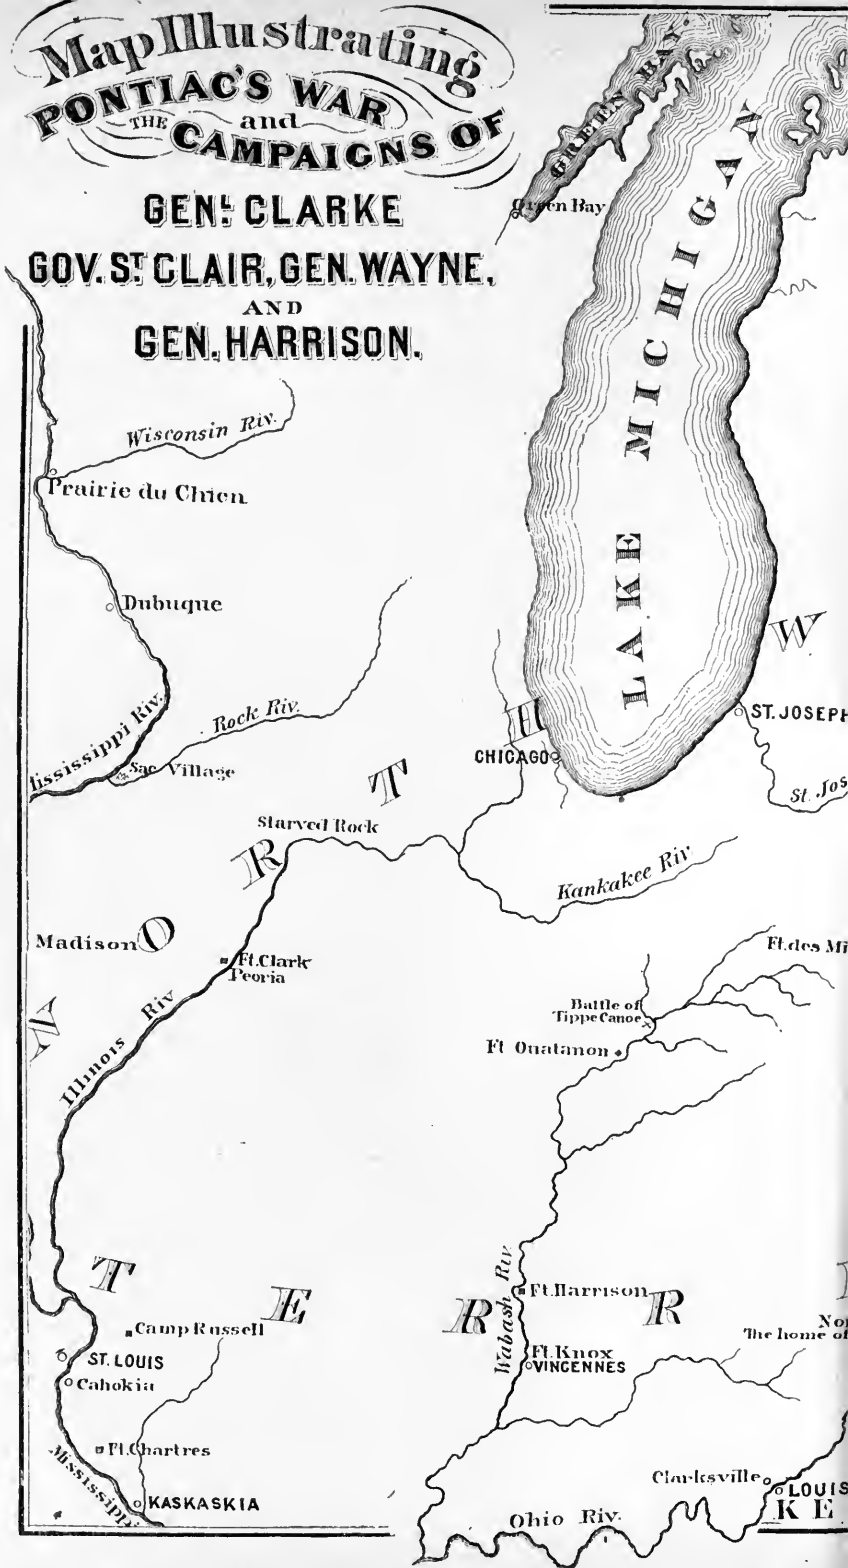 Map Illustrating
PONTIAC'S WAR
THE and
CAMPAIGNS OF
GENL. CLARKE
GOV. ST. CLAIR, GEN. WAYNE,
AND
GEN. HARRISON.
GREEN BAY.
Green Bay
LAKE MICHIGAN
Wisconsin Riv.
Prairie du Chien
Dubuque
Mississippi Riv.
Rock Riv.
Sac Village
CHICAGO
ST. JOSEPH
St. Jos
Starved Rock
Kankakee Riv.
Madison
Ft. Clark
Peoria
Illinois Riv
Ft. des Mi
Battle of
Tippe Canoe
Ft Ouatanon
N O R T H W
T E R R I
Wabash Riv.
Ft. Harrison
Camp Russell
ST. LOUIS
Cahokia
Ft. Knox
VINCENNES
Nor
The home of
Ft. Chartres
Mississippi
KASKASKIA
Clarksville
LOUIS
KE
Ohio Riv.